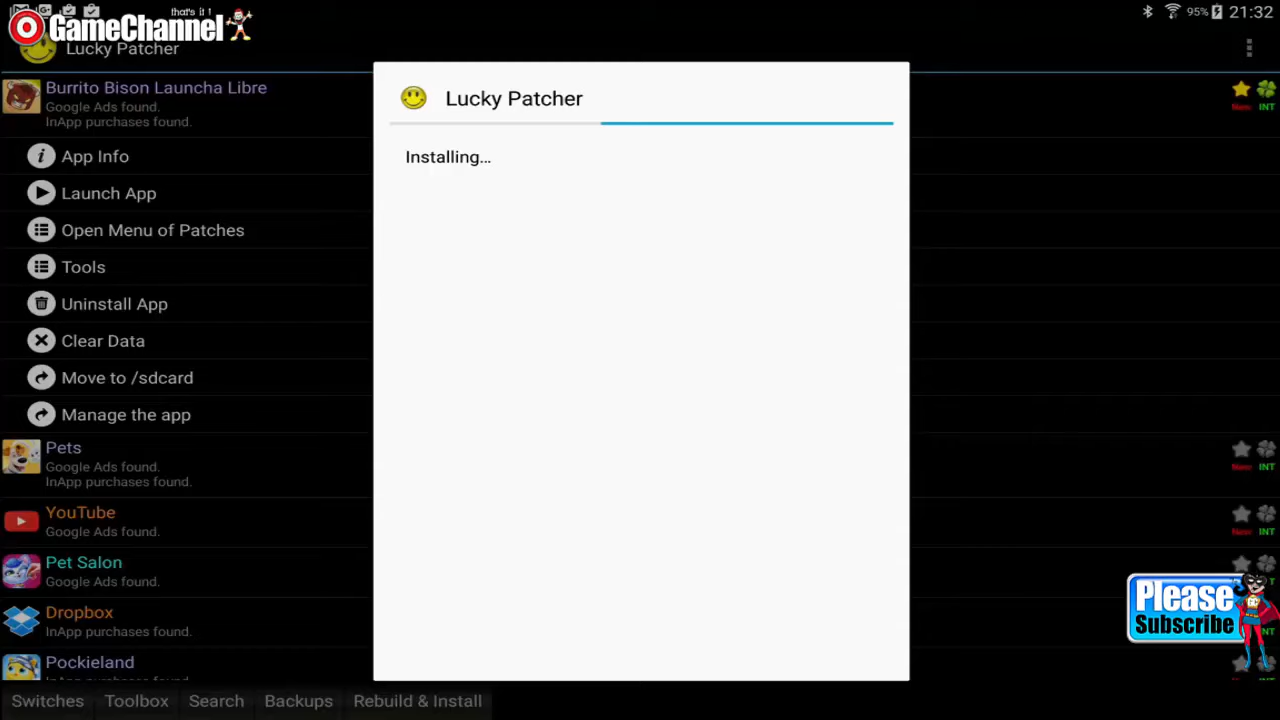 that's it !
GameChannel
95%
21:32
Lucky Patcher
Burrito Bison Launcha Libre
Google Ads found.
InApp purchases found.
New
INT
App Info
Launch App
Open Menu of Patches
Tools
Uninstall App
Clear Data
Move to /sdcard
Manage the app
Pets
Google Ads found.
InApp purchases found.
New
INT
YouTube
Google Ads found.
New
INT
Pet Salon
Google Ads found.
Dropbox
InApp purchases found.
Pockieland
Lucky Patcher
Installing...
Please
Subscribe
Switches
Toolbox
Search
Backups
Rebuild & Install